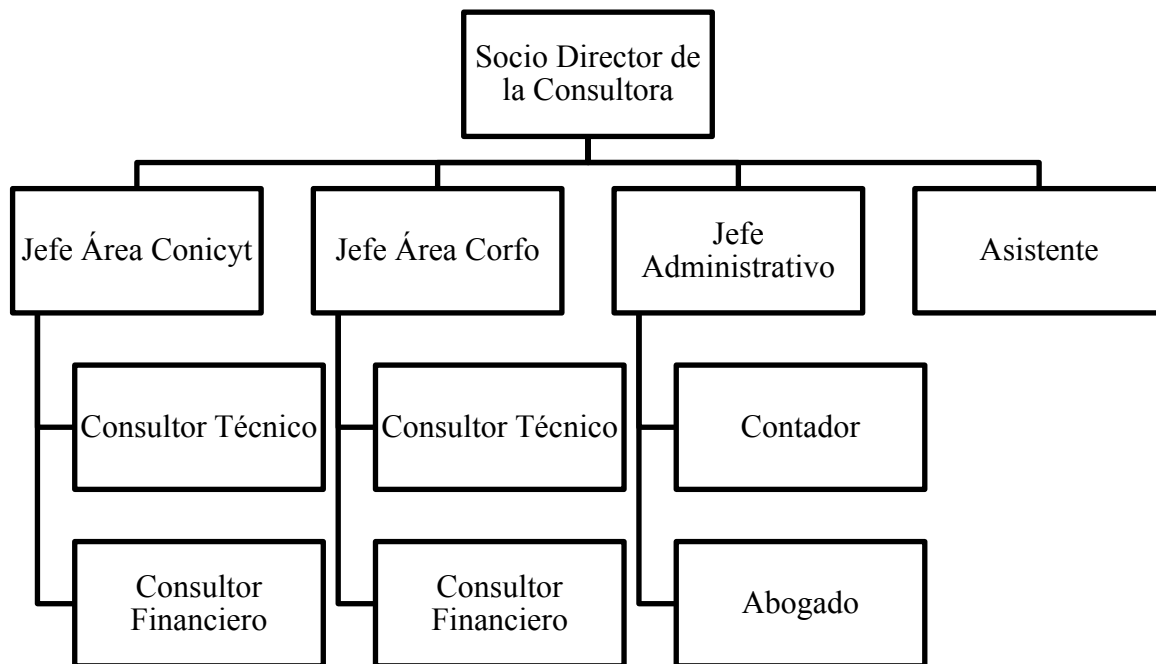 Socio Director de
la Consultora
Jefe Área Conicyt
Jefe Área Corfo
Jefe
Administrativo
Asistente
Consultor Técnico
Consultor Técnico
Contador
Consultor
Financiero
Consultor
Financiero
Abogado